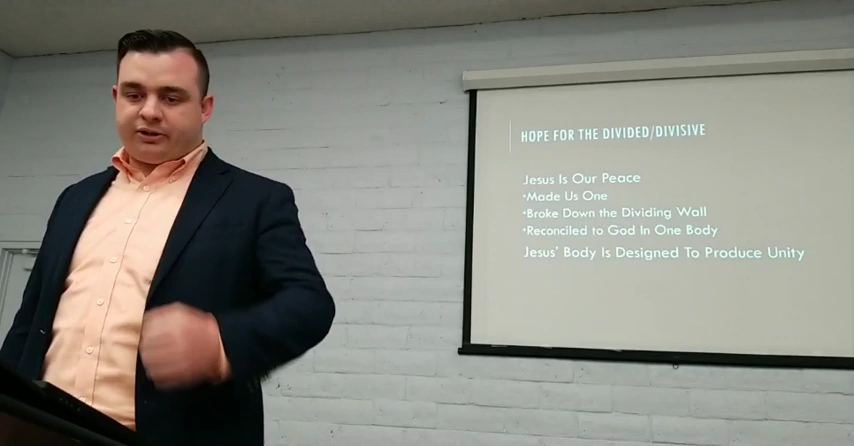 HOPE FOR THE DIVIDED/DIVISIVE
Jesus Is Our Peace
•Made Us One
•Broke Down the Dividing Wall
•Reconciled to God In One Body
Jesus' Body Is Designed To Produce Unity